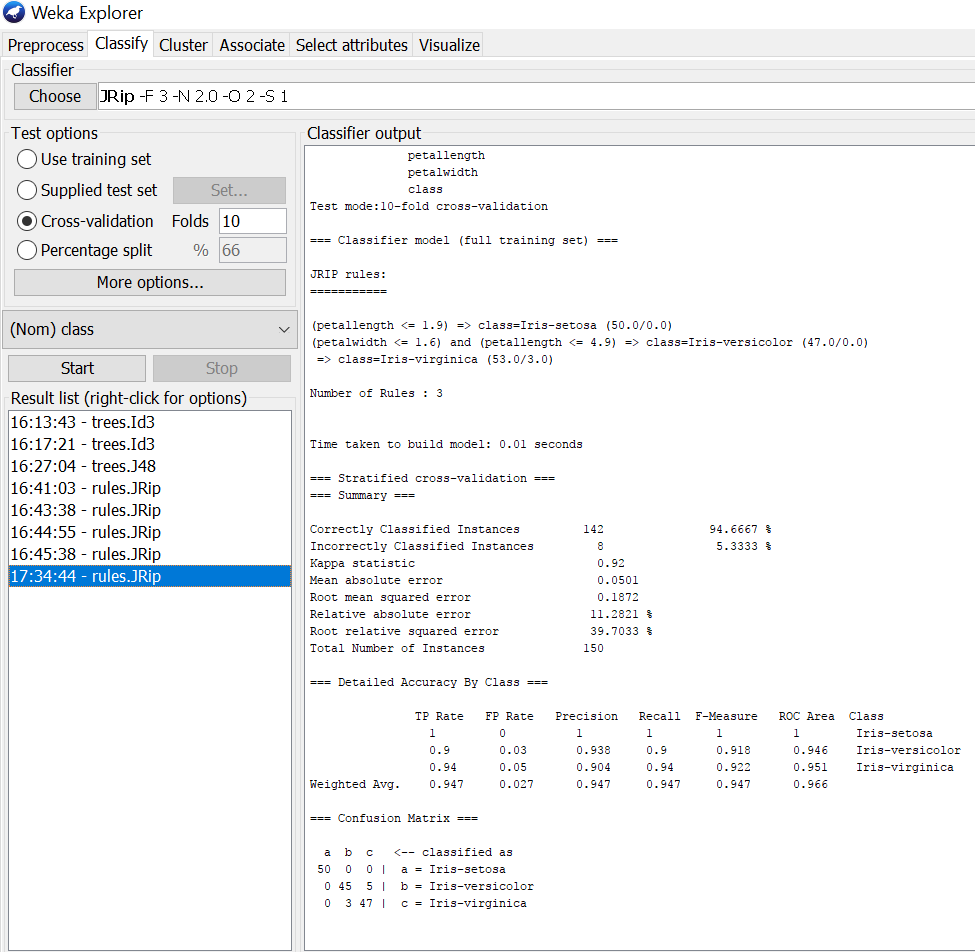 Weka Explorer
Preprocess Classify Cluster Associate Select attributes Visualize
Classifier
Choose JRip -F 3 -N 2.0 -O 2 -S 1
Test options
Use training set
Supplied test set Set...
Cross-validation Folds 10
Percentage split % 66
More options...
(Nom) class
Start Stop
Result list (right-click for options)
16:13:43 - trees.Id3
16:17:21 - trees.Id3
16:27:04 - trees.J48
16:41:03 - rules.JRip
16:43:38 - rules.JRip
16:44:55 - rules.JRip
16:45:38 - rules.JRip
17:34:44 - rules.JRip
Classifier output
petallength
petalwidth
class
Test mode:10-fold cross-validation
=== Classifier model (full training set) ===
JRIP rules:
===========
(petallength <= 1.9) => class=Iris-setosa (50.0/0.0)
(petalwidth <= 1.6) and (petallength <= 4.9) => class=Iris-versicolor (47.0/0.0)
=> class=Iris-virginica (53.0/3.0)
Number of Rules : 3
Time taken to build model: 0.01 seconds
=== Stratified cross-validation ===
=== Summary ===
Correctly Classified Instances 142 94.6667 %
Incorrectly Classified Instances 8 5.3333 %
Kappa statistic 0.92
Mean absolute error 0.0501
Root mean squared error 0.1872
Relative absolute error 11.2821 %
Root relative squared error 39.7033 %
Total Number of Instances 150
=== Detailed Accuracy By Class ===
TP Rate FP Rate Precision Recall F-Measure ROC Area Class
1 0 1 1 1 1 Iris-setosa
0.9 0.03 0.938 0.9 0.918 0.946 Iris-versicolor
0.94 0.05 0.904 0.94 0.922 0.951 Iris-virginica
Weighted Avg. 0.947 0.027 0.947 0.947 0.947 0.966
=== Confusion Matrix ===
a b c <-- classified as
50 0 0 | a = Iris-setosa
0 45 5 | b = Iris-versicolor
0 3 47 | c = Iris-virginica